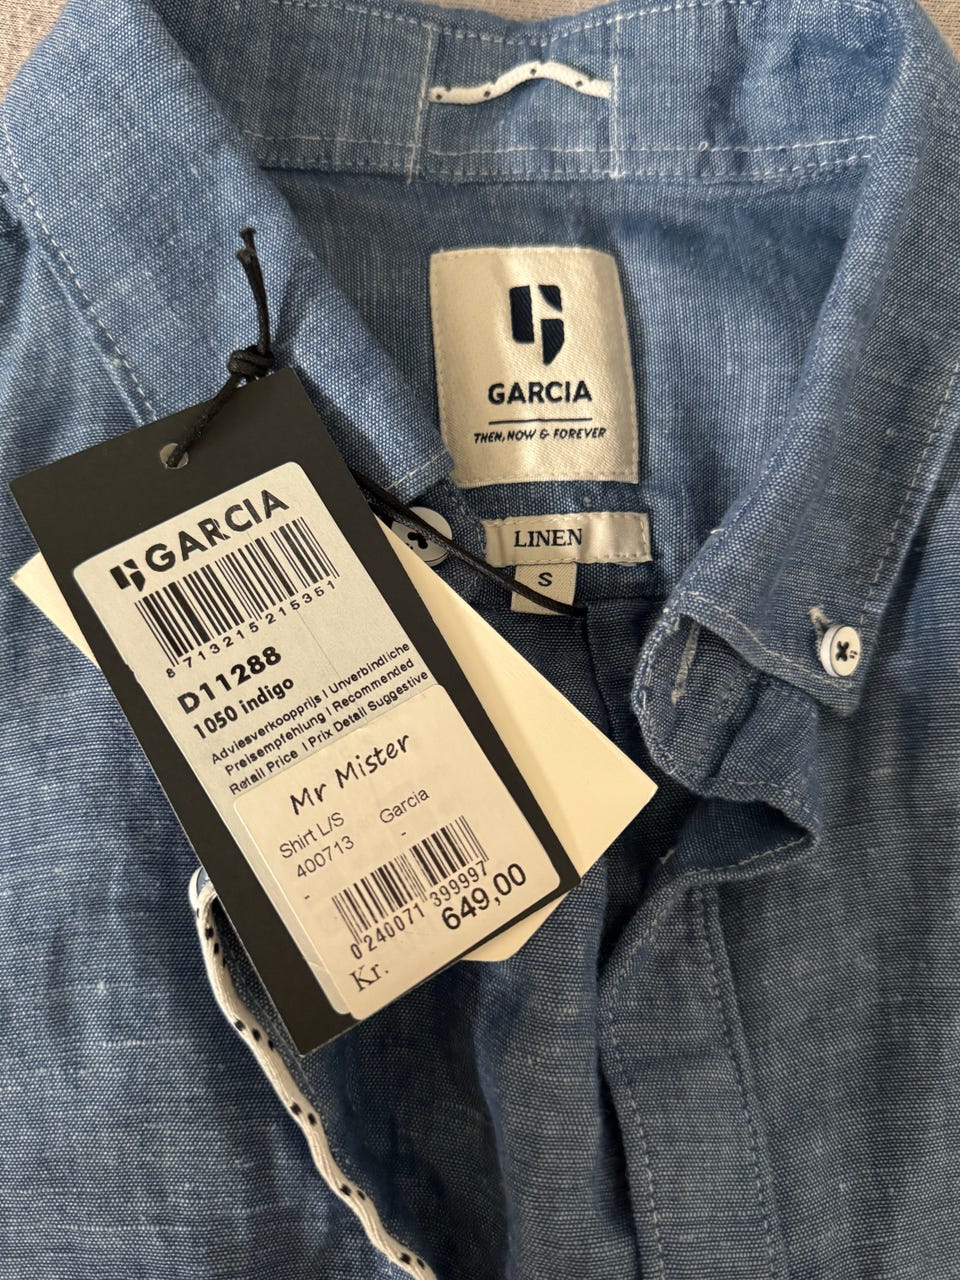 GARCIA
THEN, NOW & FOREVER
LINEN
S
GARCIA
8 713215 215351
D11288
1050 indigo
Adviesverkoopprijs | Unverbindliche
Preisempfehlung | Recommended
Retail Price | Prix Detail Suggestive
Mr Mister
Shirt L/S
400713 Garcia
-
-
0 240071 399997
649,00
Kr.